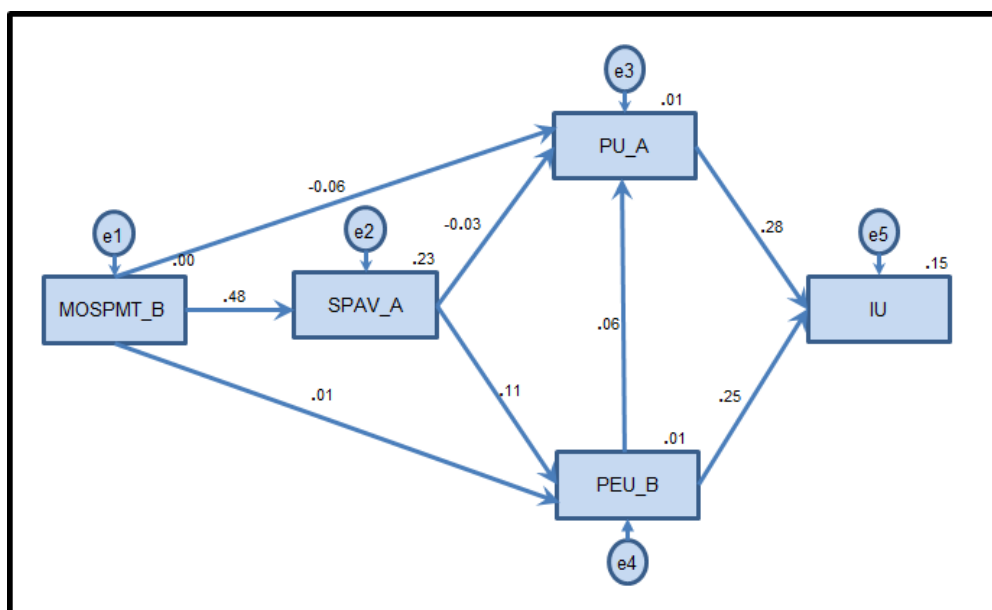 e3
.01
PU_A
-0.06
e1
e2
-0.03
.28
e5
.00
.23
.15
MOSPMT_B
.48
SPAV_A
IU
.06
.01
.11
.25
.01
PEU_B
e4